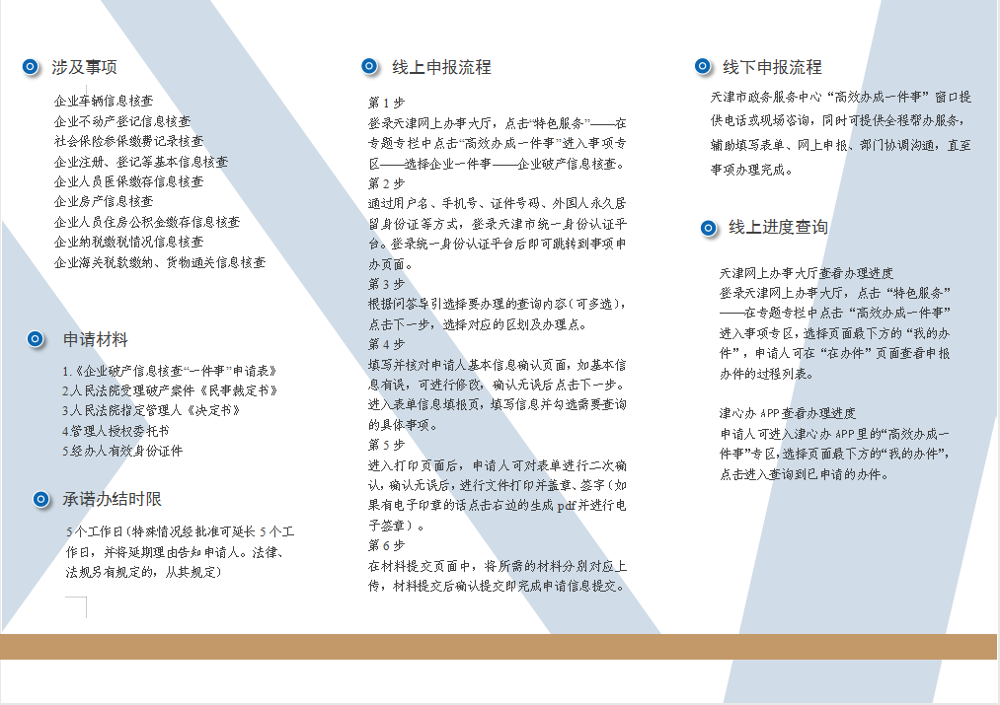 涉及事项
企业车辆信息核查
企业不动产登记信息核查
社会保险参保缴费记录核查
企业注册、登记等基本信息核查
企业人员医保缴存信息核查
企业房产信息核查
企业人员住房公积金缴存信息核查
企业纳税缴税情况信息核查
企业海关税款缴纳、货物通关信息核查
申请材料
1.《企业破产信息核查“一件事”申请表》
2.人民法院受理破产案件《民事裁定书》
3.人民法院指定管理人《决定书》
4.管理人授权委托书
5.经办人有效身份证件
承诺办结时限
5个工作日（特殊情况经批准可延长5个工
作日，并将延期理由告知申请人。法律、
法规另有规定的，从其规定）
线上申报流程
第1步
登录天津网上办事大厅，点击“特色服务”——在
专题专栏中点击“高效办成一件事”进入事项专
区——选择企业一件事——企业破产信息核查。
第2步
通过用户名、手机号、证件号码、外国人永久居
留身份证等方式，登录天津市统一身份认证平
台。登录统一身份认证平台后即可跳转到事项申
办页面。
第3步
根据问答导引选择要办理的查询内容（可多选），
点击下一步，选择对应的区划及办理点。
第4步
填写并核对申请人基本信息确认页面，如基本信
息有误，可进行修改，确认无误后点击下一步。
进入表单信息填报页，填写信息并勾选需要查询
的具体事项。
第5步
进入打印页面后，申请人可对表单进行二次确
认，确认无误后，进行文件打印并盖章、签字（如
果有电子印章的话点击右边的生成pdf并进行电
子签章）。
第6步
在材料提交页面中，将所需的材料分别对应上
传，材料提交后确认提交即完成申请信息提交。
线下申报流程
天津市政务服务中心“高效办成一件事”窗口提
供电话或现场咨询，同时可提供全程帮办服务，
辅助填写表单、网上申报、部门协调沟通，直至
事项办理完成。
线上进度查询
天津网上办事大厅查看办理进度
登录天津网上办事大厅，点击“特色服务”
——在专题专栏中点击“高效办成一件事”
进入事项专区，选择页面最下方的“我的办
件”，申请人可在“在办件”页面查看申报
办件的过程列表。
津心办APP查看办理进度
申请人可进入津心办APP里的“高效办成一
件事”专区，选择页面最下方的“我的办件”，
点击进入查询到已申请的办件。